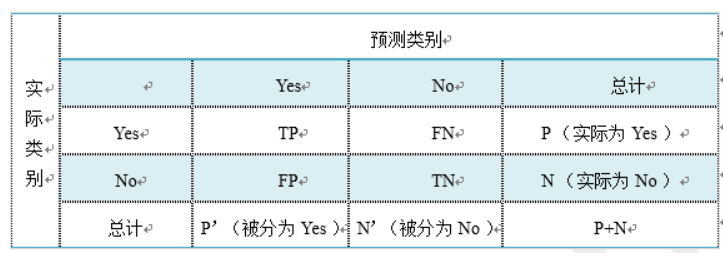 预测类别
实际类别
Yes No 总计
Yes TP FN P（实际为 Yes ）
No FP TN N（实际为 No ）
总计 P’（被分为 Yes ） N’（被分为 No ） P+N